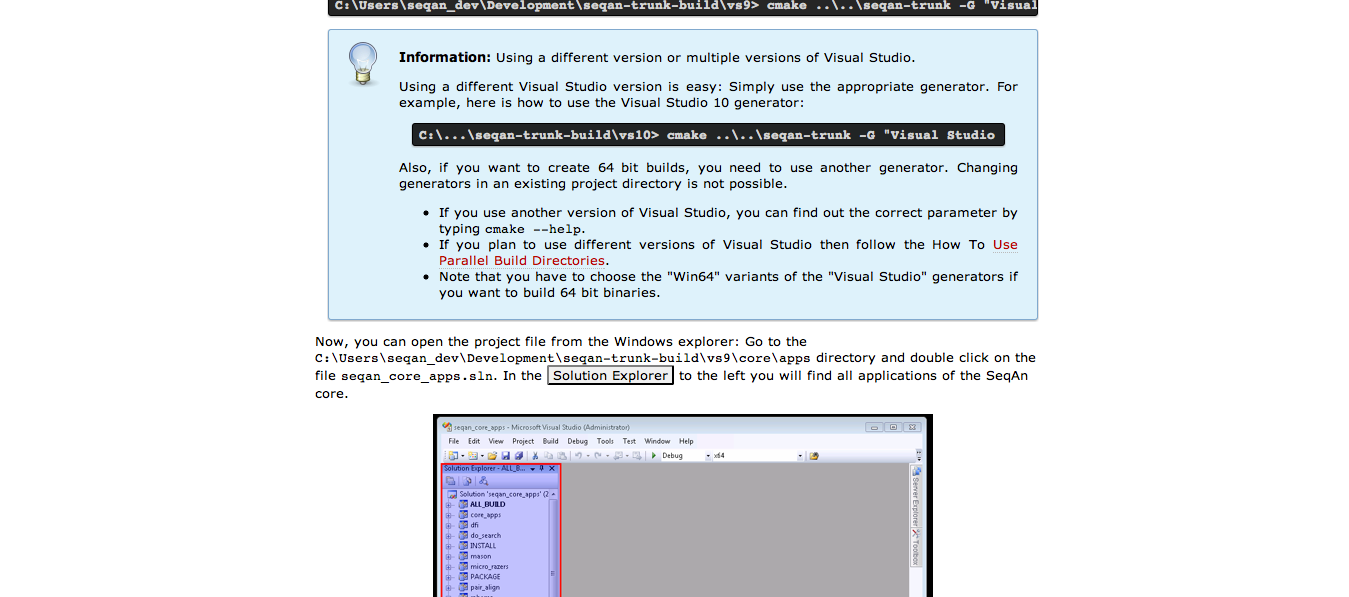 C:\Users\seqan_dev\Development\seqan-trunk-build\vs9> cmake ..\..\seqan-trunk -G "Visual
Information: Using a different version or multiple versions of Visual Studio.
Using a different Visual Studio version is easy: Simply use the appropriate generator. For
example, here is how to use the Visual Studio 10 generator:
C:\...\seqan-trunk-build\vs10> cmake ..\..\seqan-trunk -G "Visual Studio
Also, if you want to create 64 bit builds, you need to use another generator. Changing
generators in an existing project directory is not possible.
• If you use another version of Visual Studio, you can find out the correct parameter by
typing cmake --help.
• If you plan to use different versions of Visual Studio then follow the How To Use
Parallel Build Directories.
• Note that you have to choose the "Win64" variants of the "Visual Studio" generators if
you want to build 64 bit binaries.
Now, you can open the project file from the Windows explorer: Go to the
C:\Users\seqan_dev\Development\seqan-trunk-build\vs9\core\apps directory and double click on the
file seqan_core_apps.sln. In the Solution Explorer to the left you will find all applications of the SeqAn
core.
seqan_core_apps - Microsoft Visual Studio (Administrator)
File Edit View Project Build Debug Tools Test Window Help
Debug x64
Solution Explorer - ALL_B...
Solution 'seqan_core_apps' (2
ALL_BUILD
core_apps
dfi
do_search
INSTALL
mason
micro_razers
PACKAGE
pair_align
Server Explorer
Toolbox